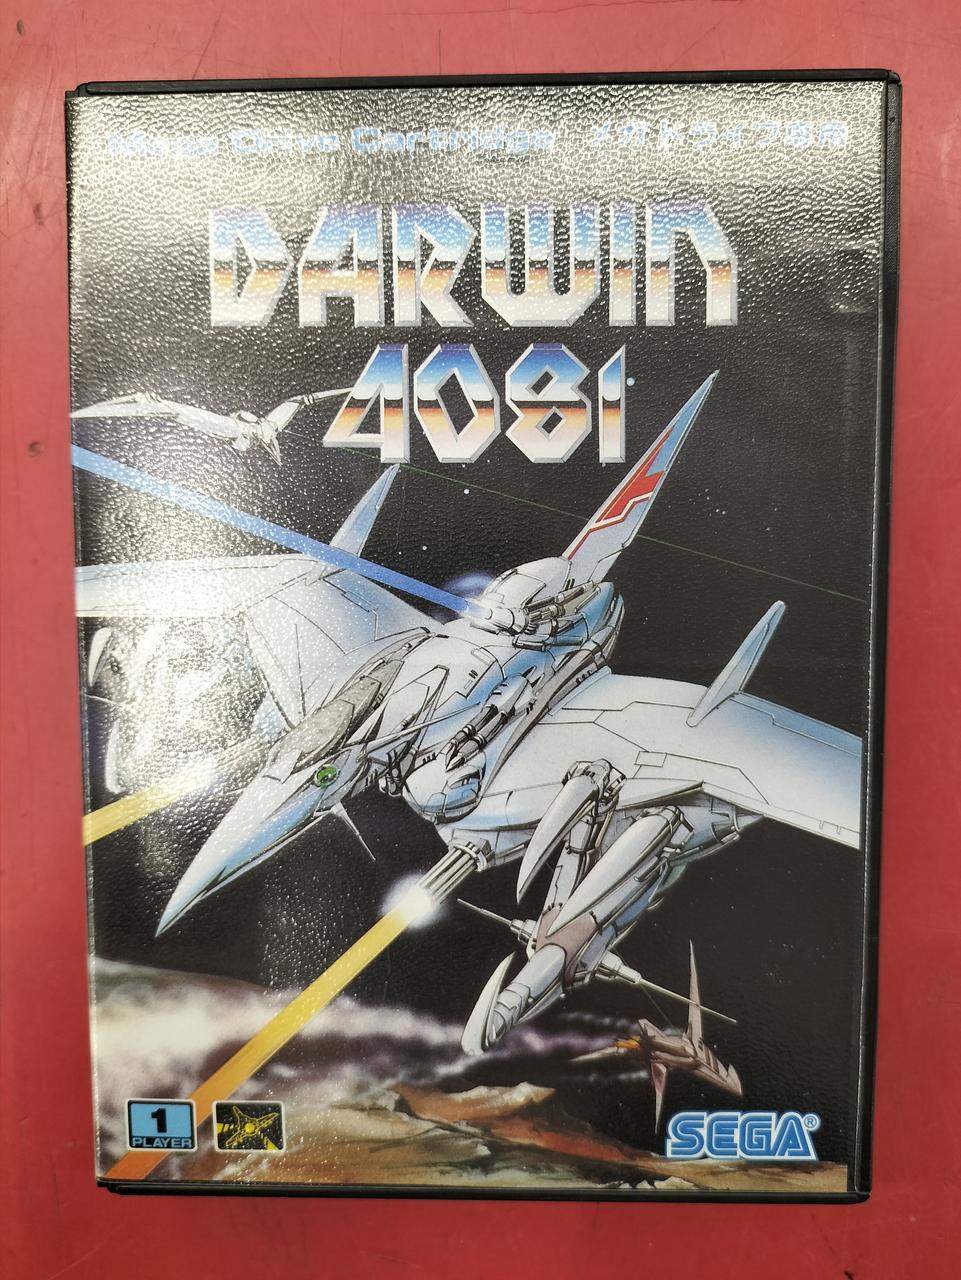 Mega Drive Cartridge メガドライブ専用
DARWIN
4081
1
PLAYER
SEGA®